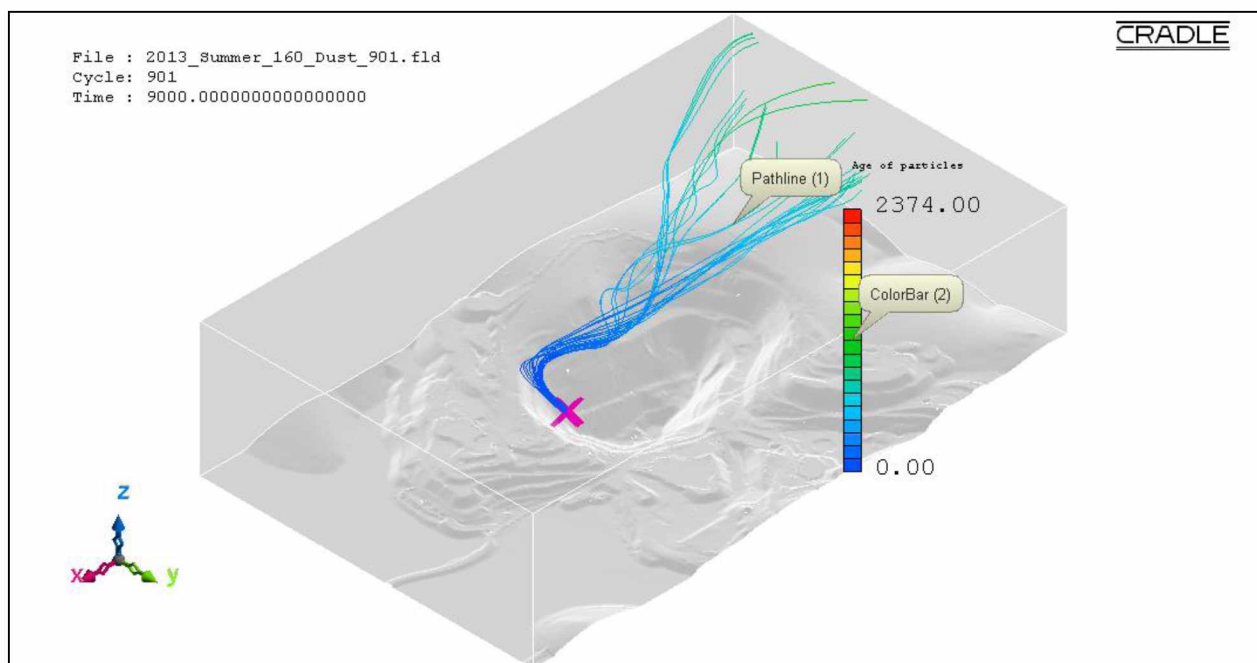 CRADLE
File : 2013_Summer_160_Dust_901.fld
Cycle: 901
Time : 9000.0000000000000000
Age of particles
Pathline (1)
2374.00
ColorBar (2)
0.00
z
x
y